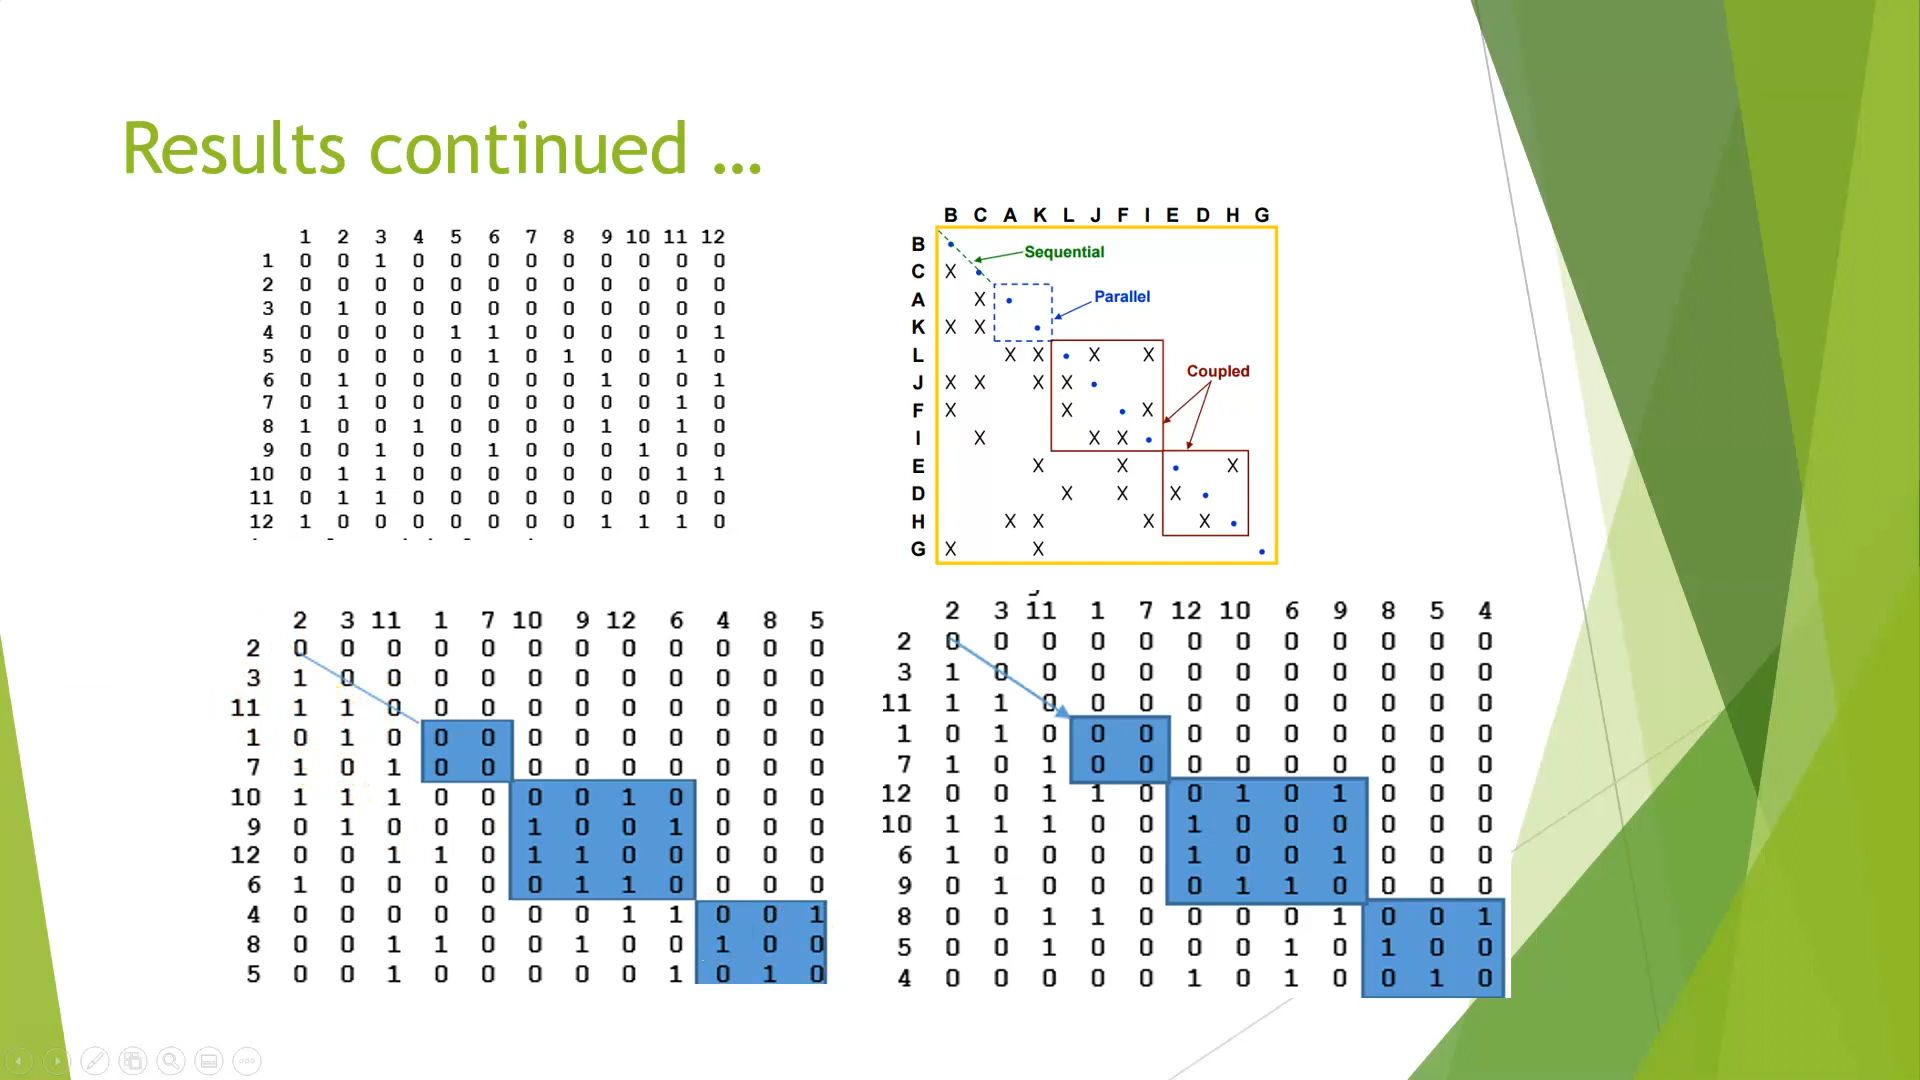 Results continued ...
1 2 3 4 5 6 7 8 9 10 11 12
1 0 0 1 0 0 0 0 0 0 0 0 0
2 0 0 0 0 0 0 0 0 0 0 0 0
3 0 1 0 0 0 0 0 0 0 0 0 0
4 0 0 0 0 1 1 0 0 0 0 0 1
5 0 0 0 0 0 1 0 1 0 0 1 0
6 0 1 0 0 0 0 0 0 1 0 0 1
7 0 1 0 0 0 0 0 0 0 0 1 0
8 1 0 0 1 0 0 0 0 1 0 1 0
9 0 0 1 0 0 1 0 0 0 1 0 0
10 0 1 1 0 0 0 0 0 0 0 1 1
11 0 1 1 0 0 0 0 0 0 0 0 0
12 1 0 0 0 0 0 0 0 1 1 1 0
B C A K L J F I E D H G
B
Sequential
C X
A X
Parallel
K X X
L X X X X
Coupled
J X X X X
F X X X
I X X X
E X X X
D X X X
H X X X X
G X X
2 3 11 1 7 10 9 12 6 4 8 5
2 0 0 0 0 0 0 0 0 0 0 0 0
3 1 0 0 0 0 0 0 0 0 0 0 0
11 1 1 0 0 0 0 0 0 0 0 0 0
1 0 1 0 0 0 0 0 0 0 0 0 0
7 1 0 1 0 0 0 0 0 0 0 0 0
10 1 1 1 0 0 0 0 1 0 0 0 0
9 0 1 0 0 0 1 0 0 1 0 0 0
12 0 0 1 1 0 1 1 0 0 0 0 0
6 1 0 0 0 0 0 1 1 0 0 0 0
4 0 0 0 0 0 0 0 1 1 0 0 1
8 0 0 1 1 0 0 1 0 0 1 0 0
5 0 0 1 0 0 0 0 0 1 0 1 0
2 3 11 1 7 12 10 6 9 8 5 4
2 0 0 0 0 0 0 0 0 0 0 0 0
3 1 0 0 0 0 0 0 0 0 0 0 0
11 1 1 0 0 0 0 0 0 0 0 0 0
1 0 1 0 0 0 0 0 0 0 0 0 0
7 1 0 1 0 0 0 0 0 0 0 0 0
12 0 0 1 1 0 0 1 0 1 0 0 0
10 1 1 1 0 0 1 0 0 0 0 0 0
6 1 0 0 0 0 1 0 0 1 0 0 0
9 0 1 0 0 0 0 1 1 0 0 0 0
8 0 0 1 1 0 0 0 0 1 0 0 1
5 0 0 1 0 0 0 0 1 0 1 0 0
4 0 0 0 0 0 1 0 1 0 0 1 0